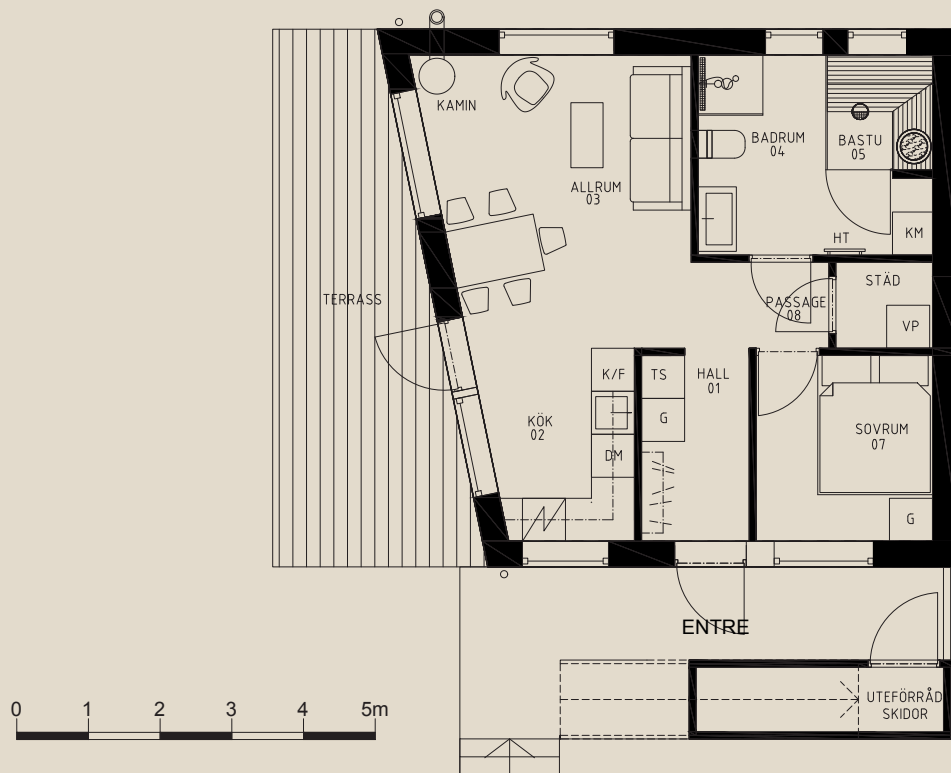 KAMIN
BADRUM
04
BASTU
05
ALLRUM
03
HT
KM
STÄD
TERRASS
PASSAGE
08
VP
K/F
TS
HALL
01
G
KÖK
02
SOVRUM
07
DM
G
ENTRE
UTEFÖRRÅD
SKIDOR
0 1 2 3 4 5m